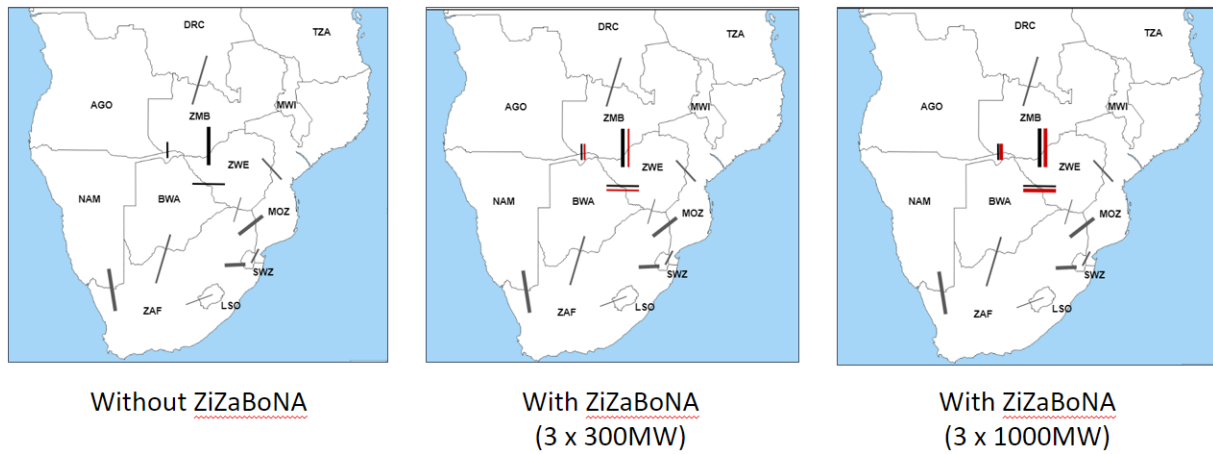 DRC
TZA
AGO
MWI
ZMB
ZWE
NAM
BWA
MOZ
SWZ
ZAF
LSO
Without ZiZaBoNA
DRC
TZA
AGO
MWI
ZMB
ZWE
NAM
BWA
MOZ
SWZ
ZAF
LSO
With ZiZaBoNA
(3 x 300MW)
DRC
TZA
AGO
MWI
ZMB
ZWE
NAM
BWA
MOZ
SWZ
ZAF
LSO
With ZiZaBoNA
(3 x 1000MW)